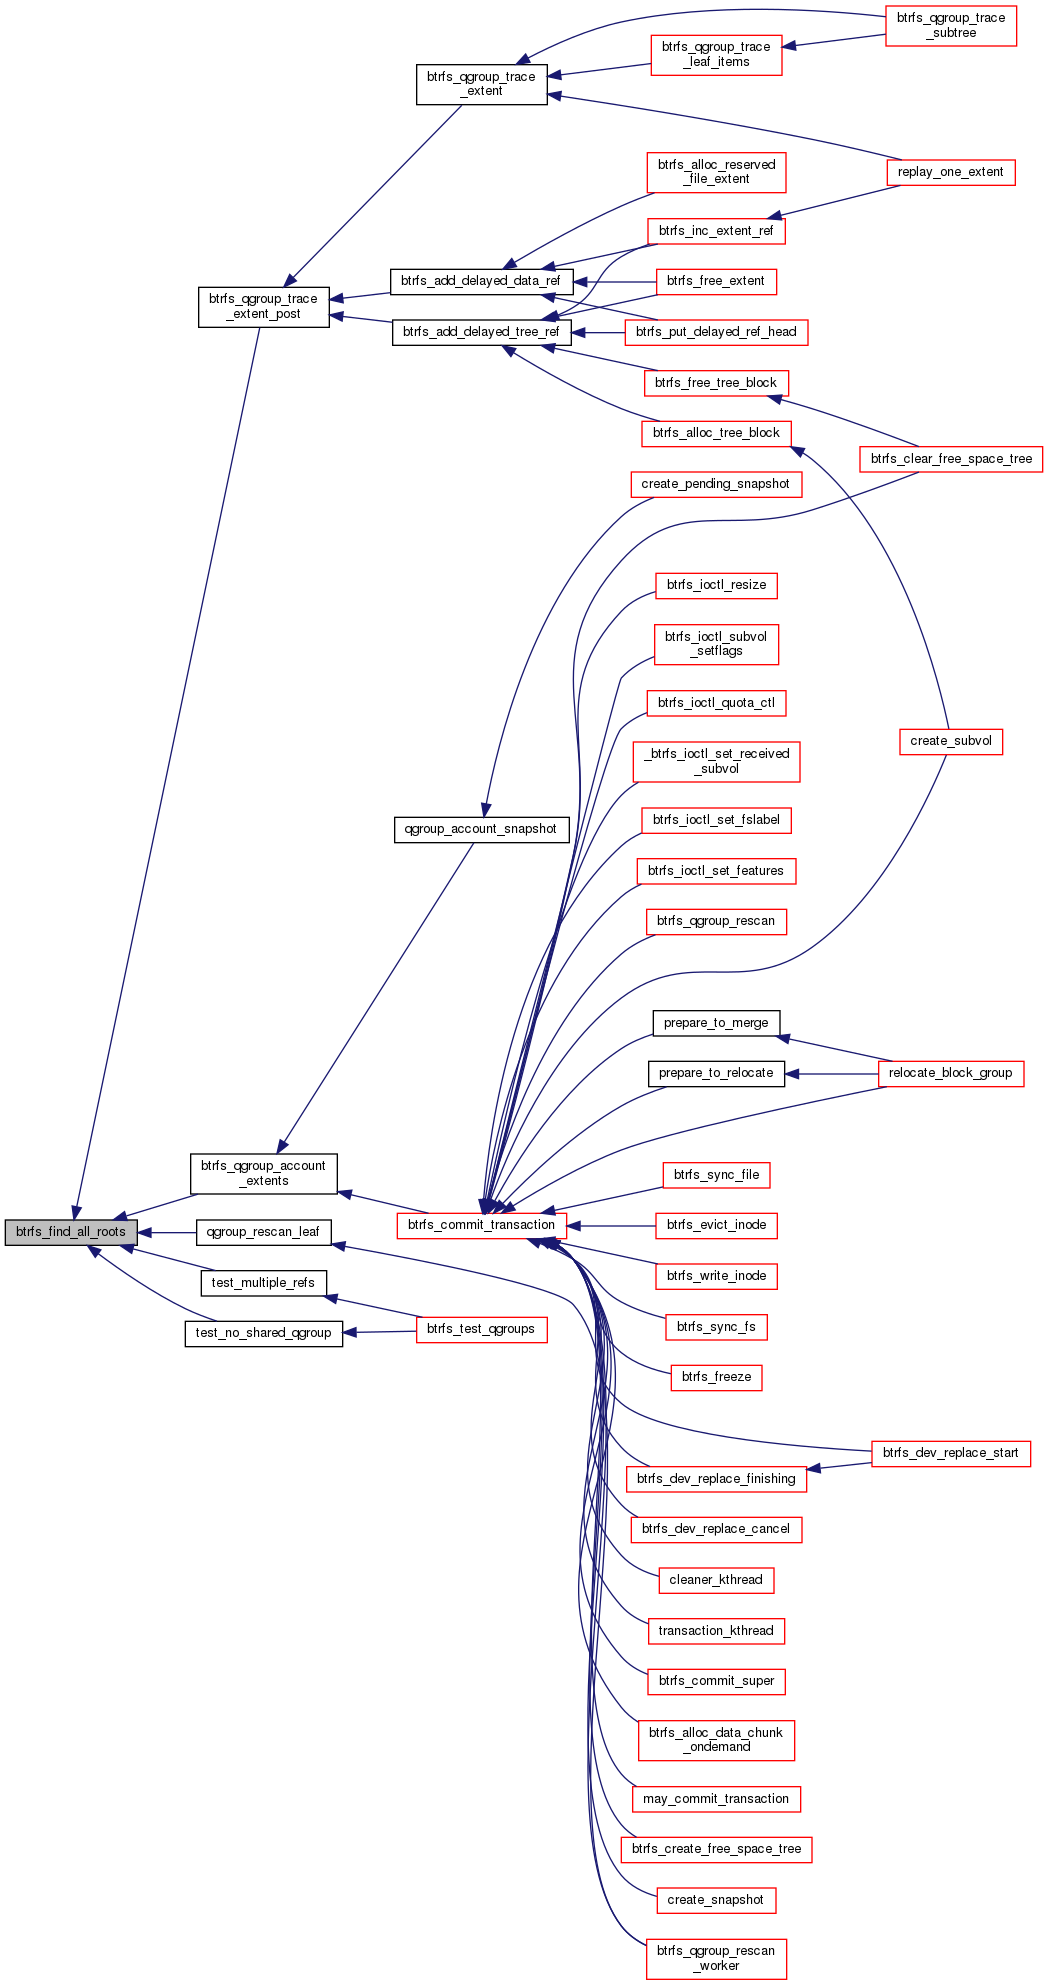 btrfs_qgroup_trace
_subtree
btrfs_qgroup_trace
_leaf_items
btrfs_qgroup_trace
_extent
btrfs_alloc_reserved
_file_extent
replay_one_extent
btrfs_inc_extent_ref
btrfs_add_delayed_data_ref
btrfs_free_extent
btrfs_qgroup_trace
_extent_post
btrfs_add_delayed_tree_ref
btrfs_put_delayed_ref_head
btrfs_free_tree_block
btrfs_alloc_tree_block
btrfs_clear_free_space_tree
create_pending_snapshot
btrfs_ioctl_resize
btrfs_ioctl_subvol
_setflags
btrfs_ioctl_quota_ctl
create_subvol
_btrfs_ioctl_set_received
_subvol
btrfs_ioctl_set_fslabel
qgroup_account_snapshot
btrfs_ioctl_set_features
btrfs_qgroup_rescan
prepare_to_merge
prepare_to_relocate
relocate_block_group
btrfs_qgroup_account
_extents
btrfs_sync_file
btrfs_find_all_roots
qgroup_rescan_leaf
btrfs_commit_transaction
btrfs_evict_inode
test_multiple_refs
btrfs_write_inode
test_no_shared_qgroup
btrfs_test_qgroups
btrfs_sync_fs
btrfs_freeze
btrfs_dev_replace_start
btrfs_dev_replace_finishing
btrfs_dev_replace_cancel
cleaner_kthread
transaction_kthread
btrfs_commit_super
btrfs_alloc_data_chunk
_ondemand
may_commit_transaction
btrfs_create_free_space_tree
create_snapshot
btrfs_qgroup_rescan
_worker